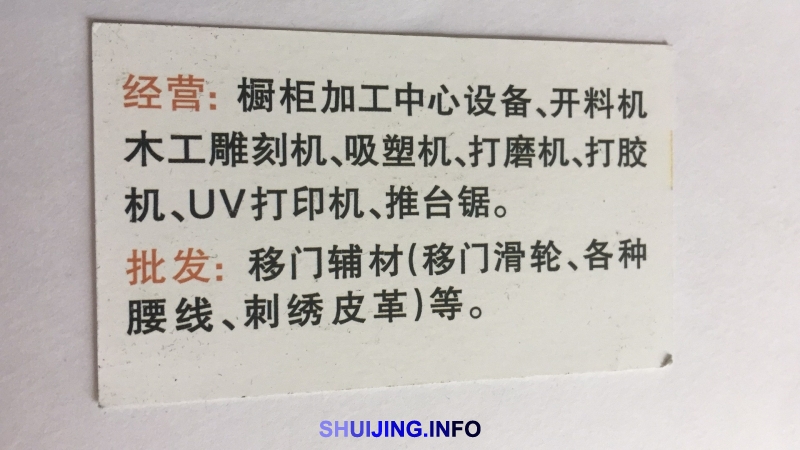 经营：橱柜加工中心设备、开料机
木工雕刻机、吸塑机、打磨机、打胶
机、UV打印机、推台锯。
批发：移门辅材(移门滑轮、各种
腰线、刺绣皮革)等。
SHUIJING.INFO